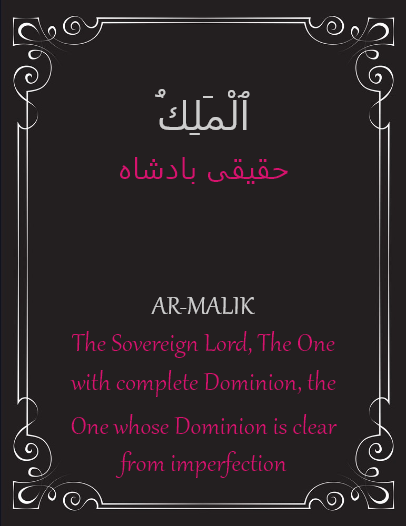 ٱلْمَلِكُ
حقیقی بادشاہ
AR-MALIK
The Sovereign Lord, The One
with complete Dominion, the
One whose Dominion is clear
from imperfection